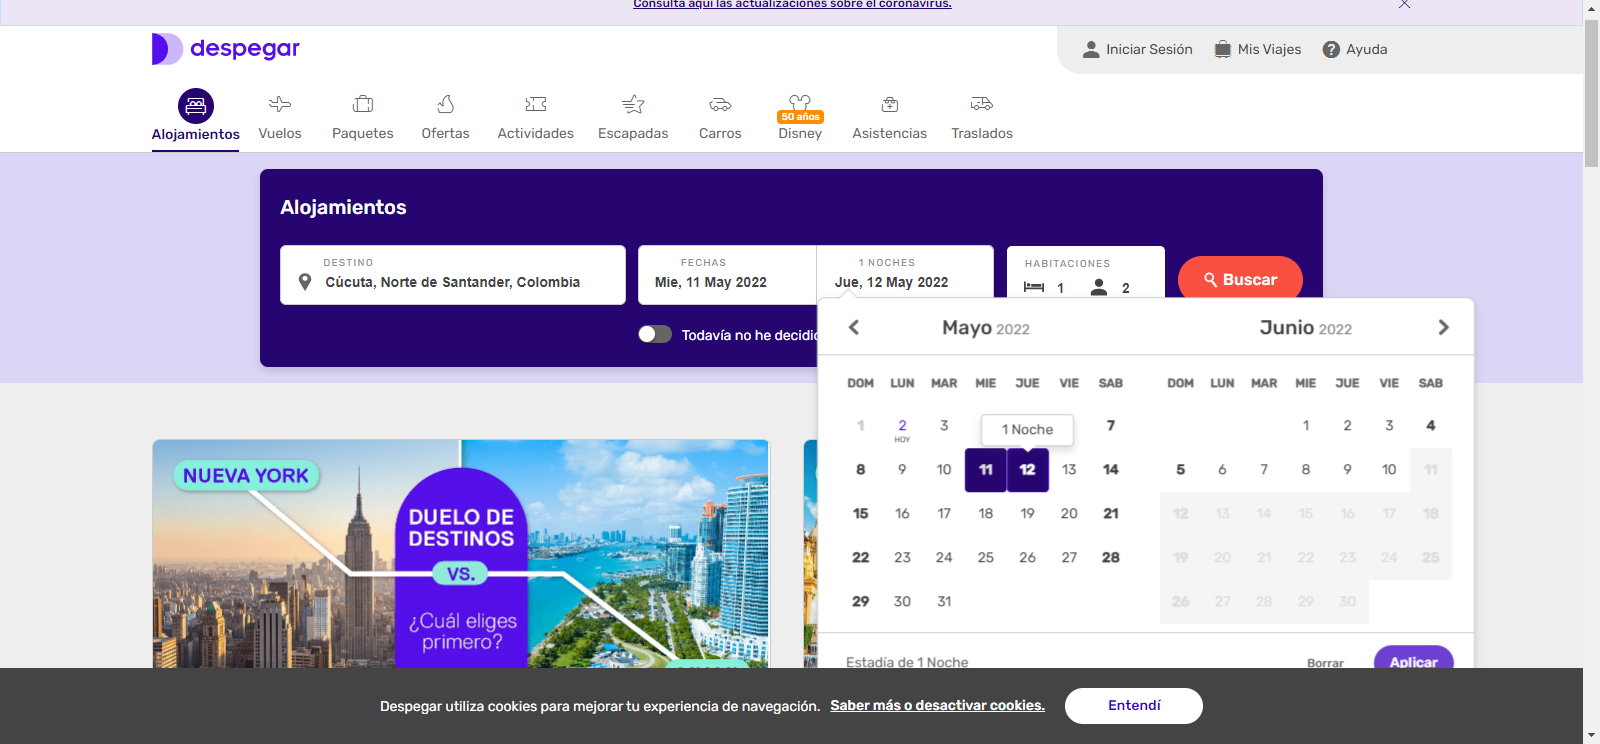 Consulta aquí las actualizaciones sobre el coronavirus.
despegar
Iniciar Sesión Mis Viajes ? Ayuda
50 años
Alojamientos Vuelos Paquetes Ofertas Actividades Escapadas Carros Disney Asistencias Traslados
Alojamientos
DESTINO FECHAS 1 NOCHES HABITACIONES
Cúcuta, Norte de Santander, Colombia Mie, 11 May 2022 Jue, 12 May 2022 1 2 Buscar
Todavía no he decidid
Mayo 2022 Junio 2022
DOM LUN MAR MIE JUE VIE SAB DOM LUN MAR MIE JUE VIE SAB
1 2 3 7 1 2 3 4
HOY
1 Noche
8 9 10 11 12 13 14 5 6 7 8 9 10 11
15 16 17 18 19 20 21 12 13 14 15 16 17 18
22 23 24 25 26 27 28 19 20 21 22 23 24 25
29 30 31 26 27 28 29 30
Estadía de 1 Noche Borrar Aplicar
NUEVA YORK
DUELO DE
DESTINOS
VS.
¿Cuál eliges
primero?
Despegar utiliza cookies para mejorar tu experiencia de navegación. Saber más o desactivar cookies. Entendí